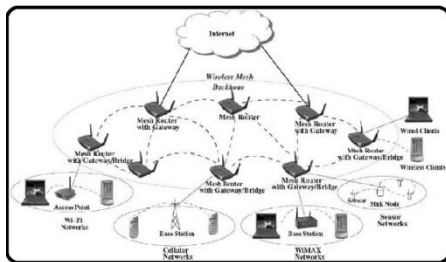 Internet
Wireless Mesh
Backbone
Mesh Router
with Gateway
Mesh Router
Mesh Router
with Gateway
Wired Clients
Mesh Router
with Gateway/Bridge
Mesh Router
with Gateway/Bridge
Wireless Clients
Mesh Router
with Gateway/Bridge
Mesh Router
with Gateway/Bridge
Access Point
Wi-Fi
Networks
Sensor
Sink Node
Sensor
Networks
Base Station
Cellular
Networks
Base Station
WiMAX
Networks